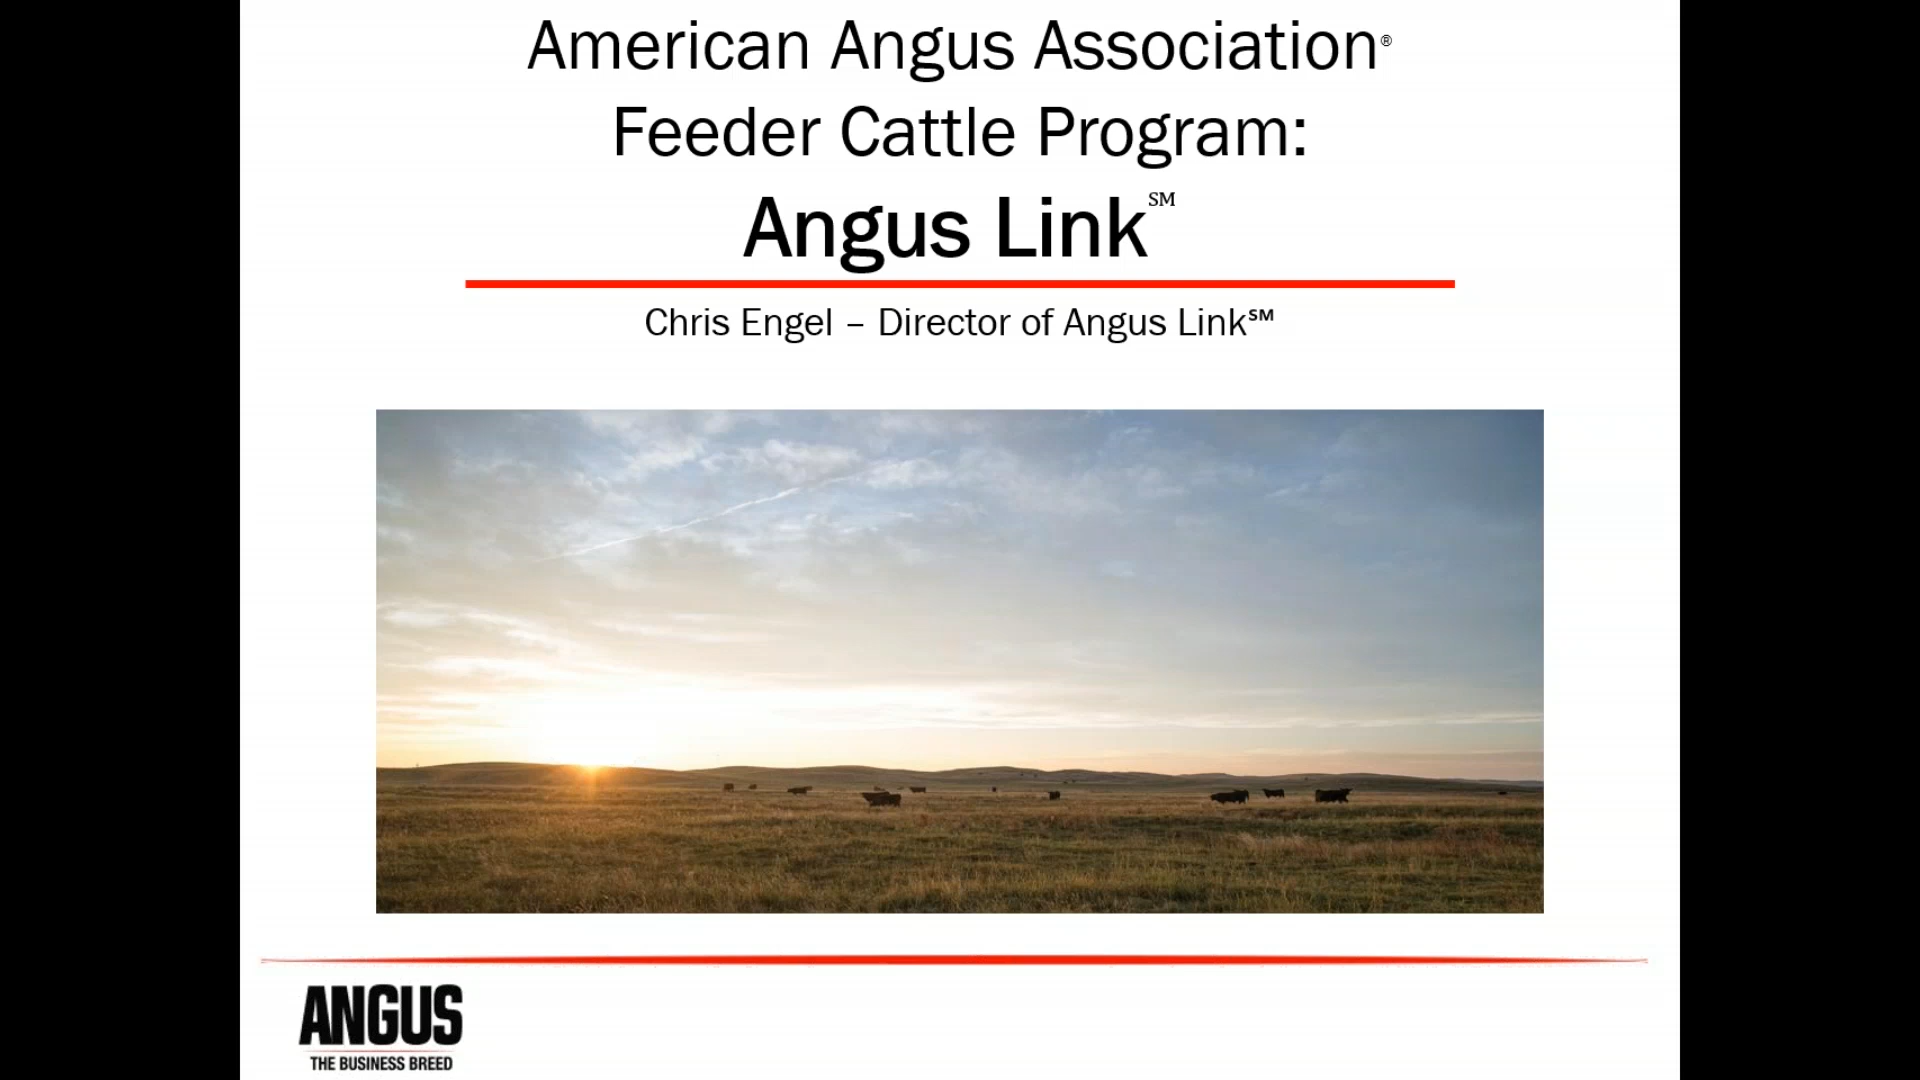 American Angus Association®
Feeder Cattle Program:
Angus Link℠
Chris Engel – Director of Angus Link℠
ANGUS
THE BUSINESS BREED